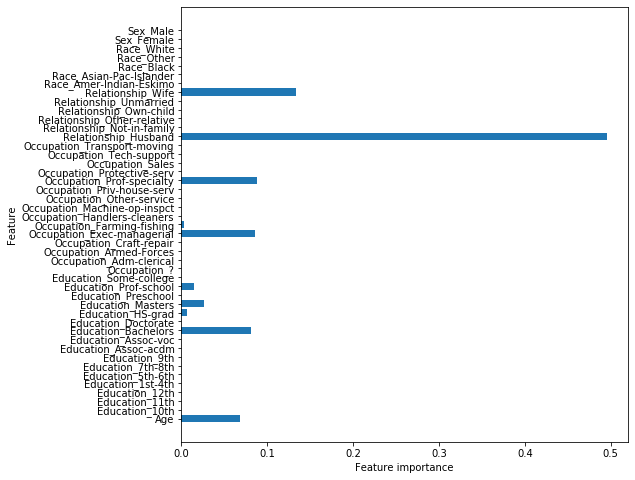 Sex_Male
Sex_Female
Race_White
Race_Other
Race_Black
Race_Asian-Pac-Islander
Race_Amer-Indian-Eskimo
Relationship_Wife
Relationship_Unmarried
Relationship_Own-child
Relationship_Other-relative
Relationship_Not-in-family
Relationship_Husband
Occupation_Transport-moving
Occupation_Tech-support
Occupation_Sales
Occupation_Protective-serv
Occupation_Prof-specialty
Occupation_Priv-house-serv
Occupation_Other-service
Occupation_Machine-op-inspct
Occupation_Handlers-cleaners
Occupation_Farming-fishing
Occupation_Exec-managerial
Occupation_Craft-repair
Occupation_Armed-Forces
Occupation_Adm-clerical
Occupation_?
Education_Some-college
Education_Prof-school
Education_Preschool
Education_Masters
Education_HS-grad
Education_Doctorate
Education_Bachelors
Education_Assoc-voc
Education_Assoc-acdm
Education_9th
Education_7th-8th
Education_5th-6th
Education_1st-4th
Education_12th
Education_11th
Education_10th
Age
Feature
0.0 0.1 0.2 0.3 0.4 0.5
Feature importance